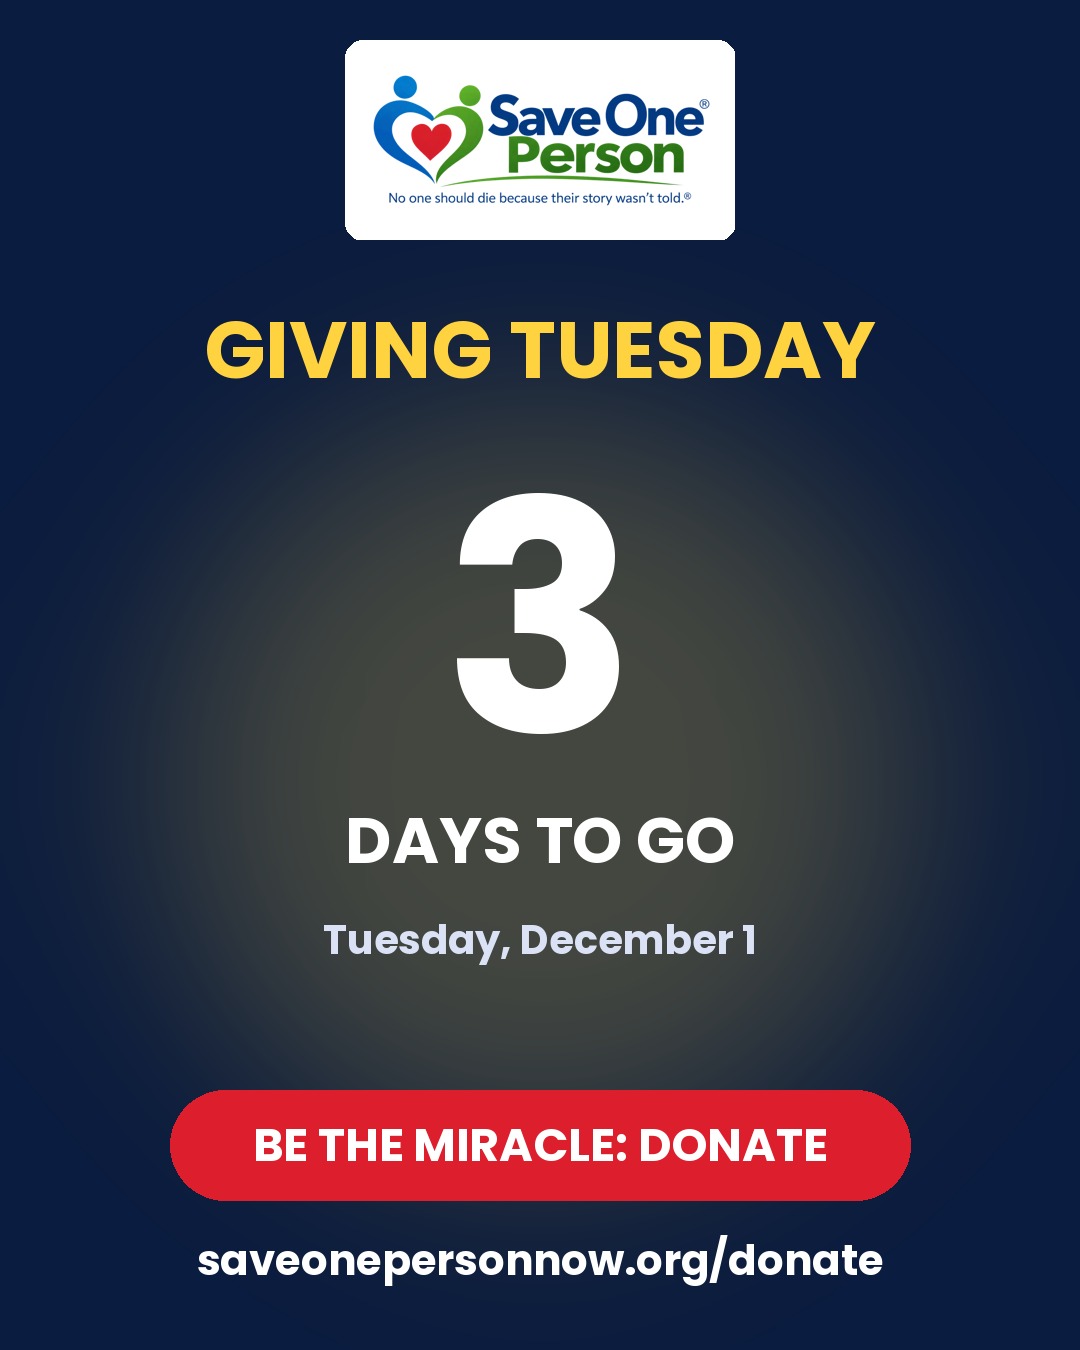 Save One®
Person
No one should die because their story wasn't told.®
GIVING TUESDAY
3
DAYS TO GO
Tuesday, December 1
BE THE MIRACLE: DONATE
saveonepersonnow.org/donate